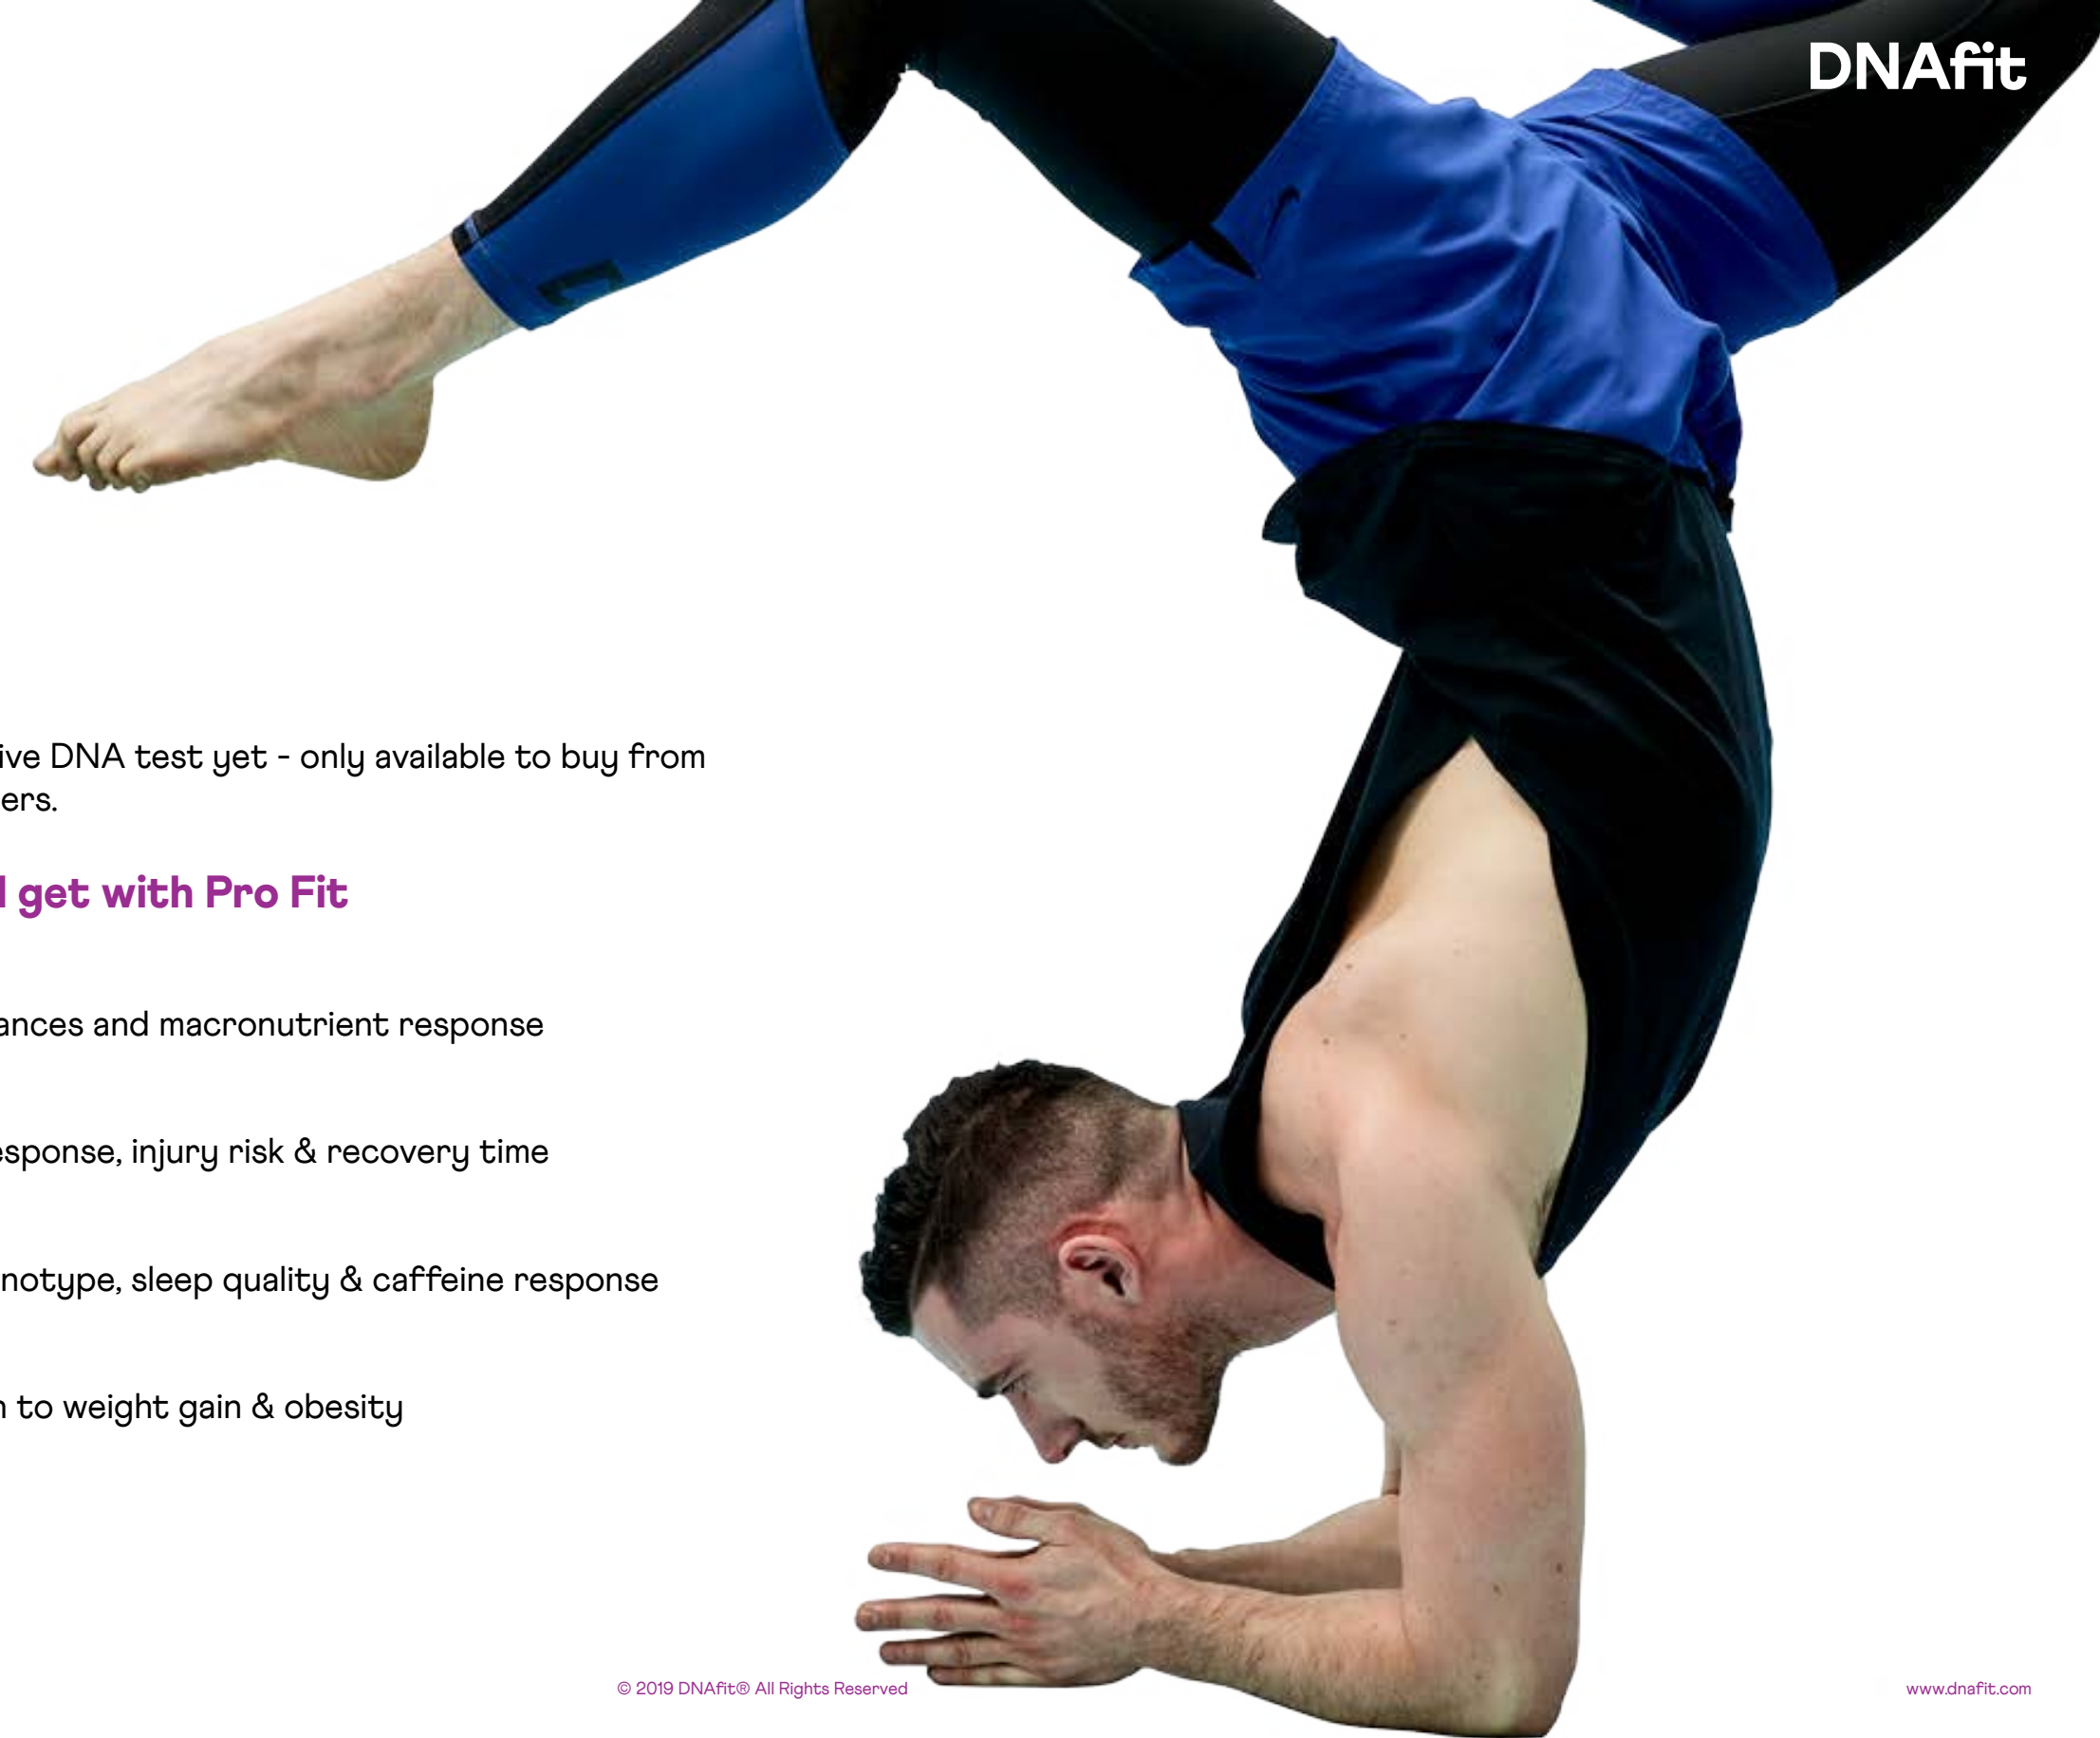 DNAfit
ive DNA test yet - only available to buy from
ers.
l get with Pro Fit
ances and macronutrient response
esponse, injury risk & recovery time
notype, sleep quality & caffeine response
n to weight gain & obesity
© 2019 DNAfit® All Rights Reserved
www.dnafit.com